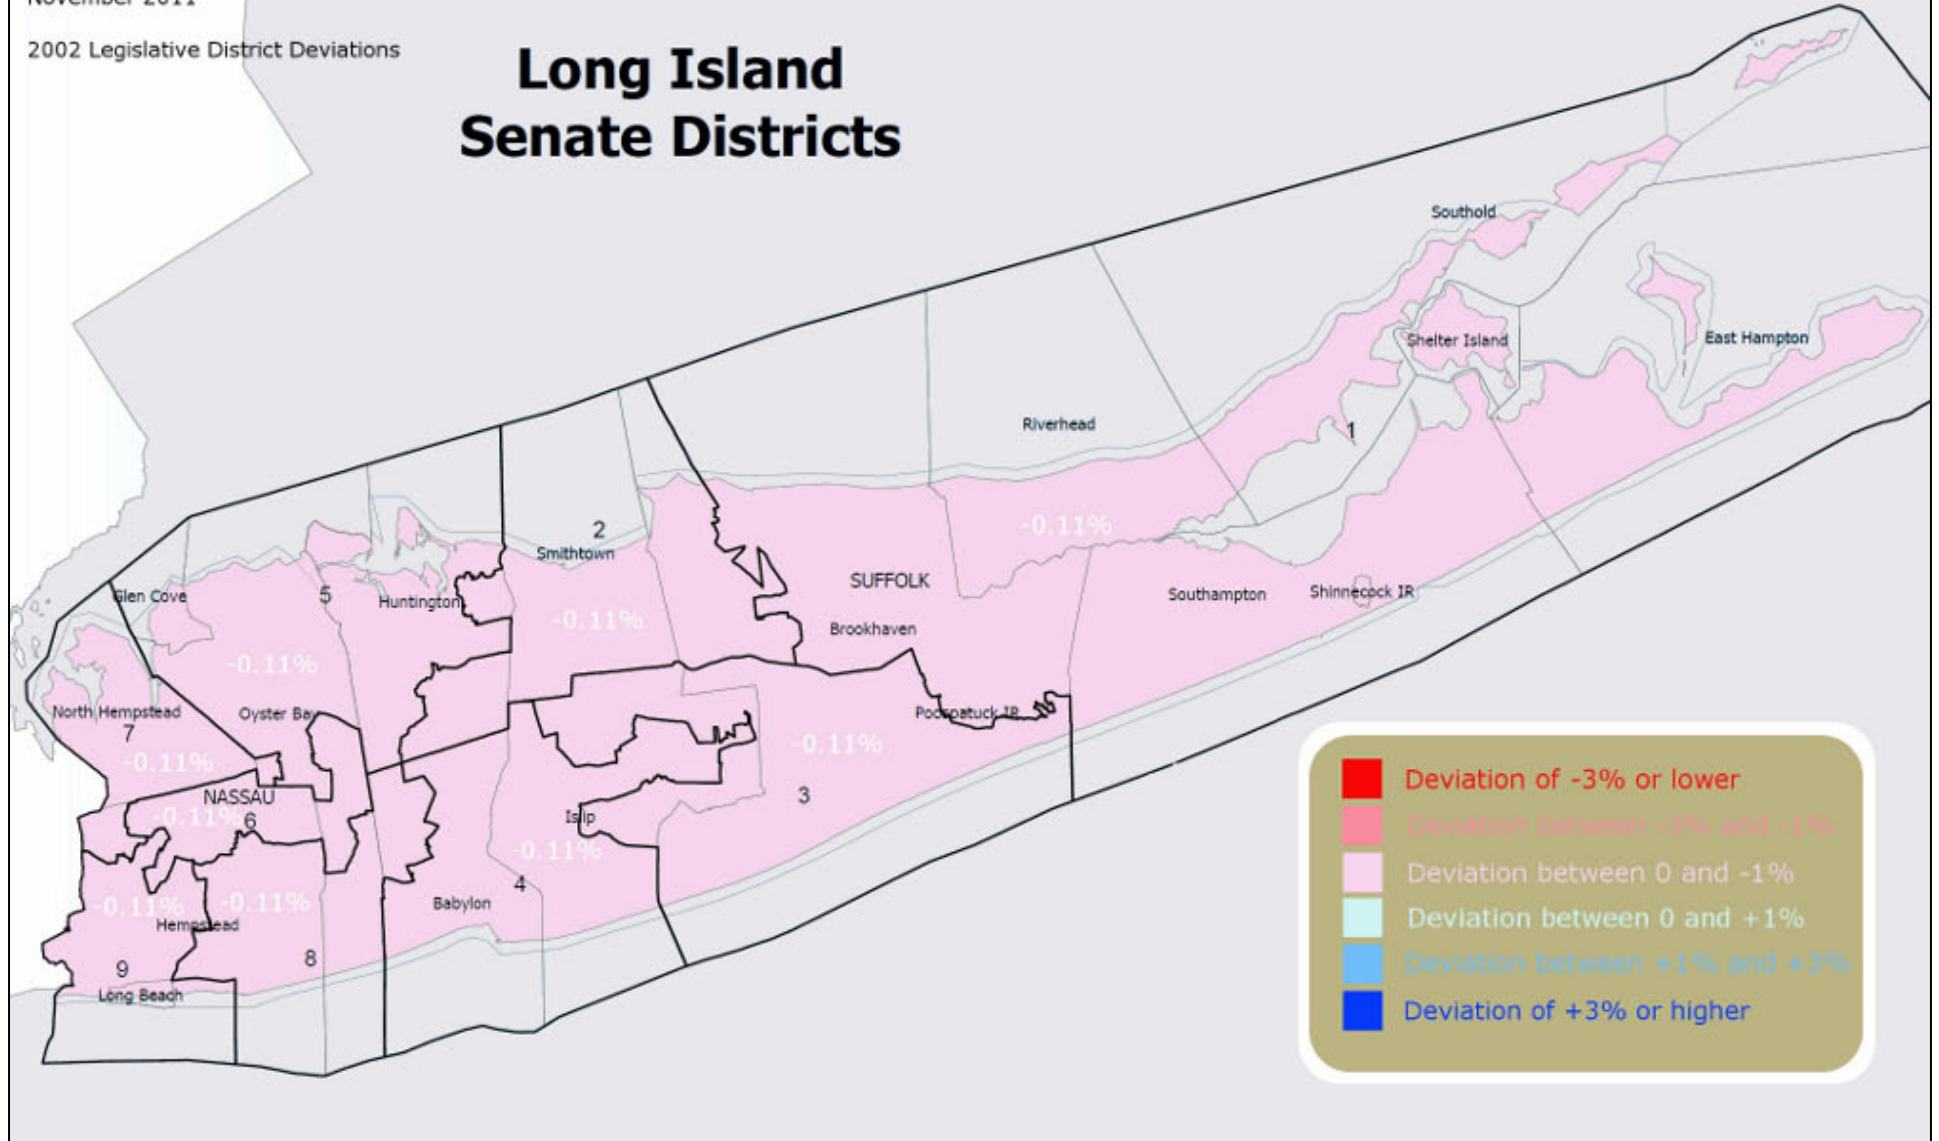 November 2011
2002 Legislative District Deviations
Long Island
Senate Districts
Southold
Shelter Island
East Hampton
Riverhead
1
-0.11%
2
Smithtown
SUFFOLK
Glen Cove
5
Huntington
Southampton
Shinnecock IR
-0.11%
Brookhaven
-0.11%
North Hempstead
Oyster Bay
Poospatuck IR
7
-0.11%
-0.11%
NASSAU
3
-0.11%
6
Islip
-0.11%
4
-0.11%
-0.11%
Babylon
Hempstead
8
9
Long Beach
Deviation of -3% or lower
Deviation between -3% and -1%
Deviation between 0 and -1%
Deviation between 0 and +1%
Deviation between +1% and +3%
Deviation of +3% or higher